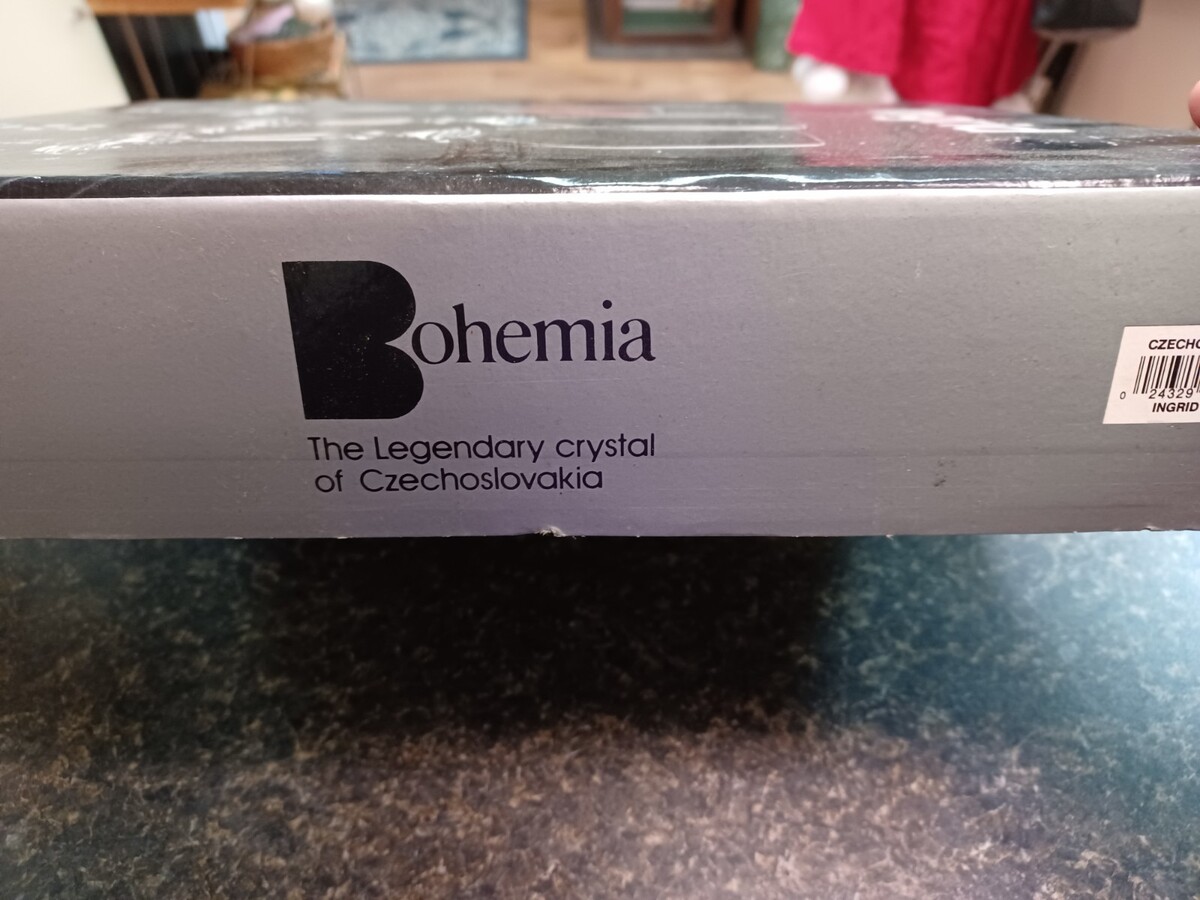 Bohemia
The Legendary crystal
of Czechoslovakia
CZECHO
0 24329
INGRID